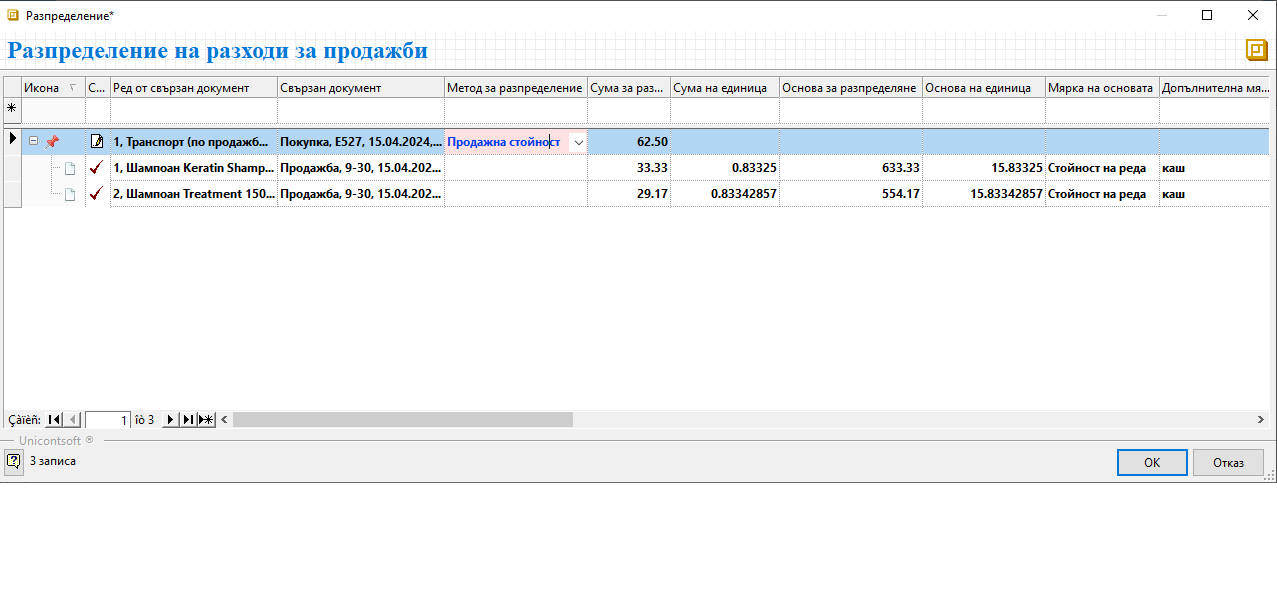 Разпределение*
Разпределение на разходи за продажби
Икона С... Ред от свързан документ Свързан документ Метод за разпределение Сума за раз... Сума на единица Основа за разпределяне Основа на единица Мярка на основата Допълнителна мя...
1, Транспорт (по продажб... Покупка, E527, 15.04.2024,... Продажна стойност 62.50
1, Шампоан Keratin Shamp... Продажба, 9-30, 15.04.202... 33.33 0.83325 633.33 15.83325 Стойност на реда каш
2, Шампоан Treatment 150... Продажба, 9-30, 15.04.202... 29.17 0.83342857 554.17 15.83342857 Стойност на реда каш
Çàïèñ: 1 îò 3
Unicontsoft ®
3 записа OK Отказ